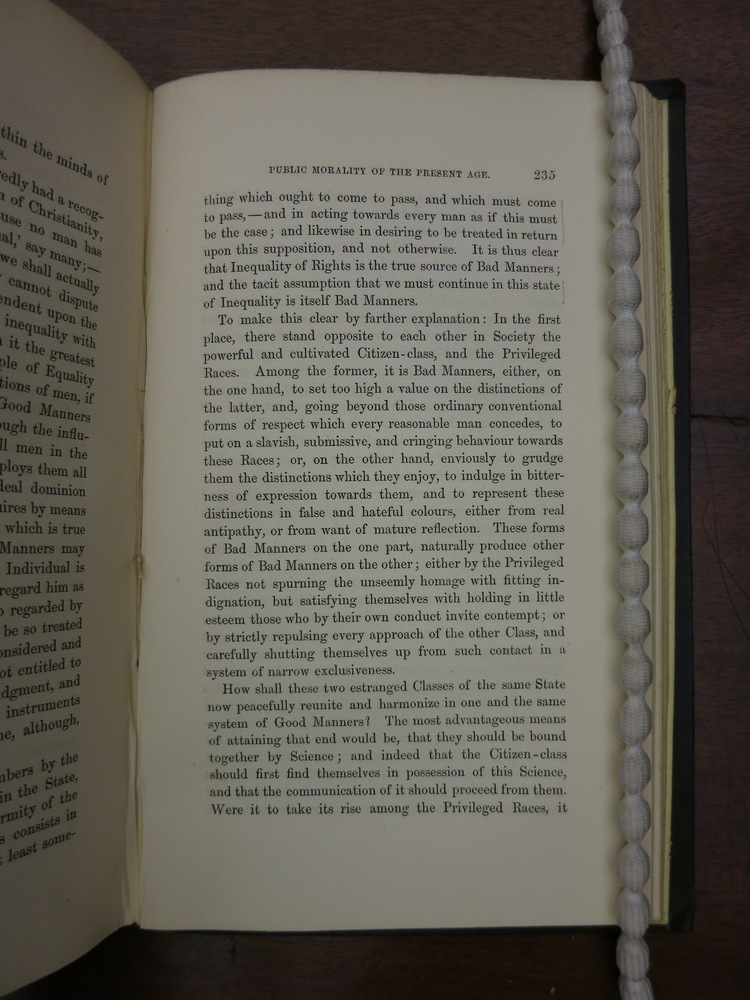 thin the minds of
s.
edly had a recog-
n of Christianity,
use no man has
al,' say many;—
we shall actually
cannot dispute
endent upon the
inequality with
it the greatest
ple of Equality
tions of men, if
Good Manners
ough the influ-
ll men in the
ploys them all
deal dominion
uires by means
which is true
Manners may
Individual is
regard him as
o regarded by
be so treated
onsidered and
ot entitled to
dgment, and
instruments
ne, although,
mbers by the
in the State,
rmity of the
s consists in
t least some-
PUBLIC MORALITY OF THE PRESENT AGE. 235
thing which ought to come to pass, and which must come
to pass,—and in acting towards every man as if this must
be the case; and likewise in desiring to be treated in return
upon this supposition, and not otherwise. It is thus clear
that Inequality of Rights is the true source of Bad Manners;
and the tacit assumption that we must continue in this state
of Inequality is itself Bad Manners.
To make this clear by farther explanation: In the first
place, there stand opposite to each other in Society the
powerful and cultivated Citizen-class, and the Privileged
Races. Among the former, it is Bad Manners, either, on
the one hand, to set too high a value on the distinctions of
the latter, and, going beyond those ordinary conventional
forms of respect which every reasonable man concedes, to
put on a slavish, submissive, and cringing behaviour towards
these Races; or, on the other hand, enviously to grudge
them the distinctions which they enjoy, to indulge in bitter-
ness of expression towards them, and to represent these
distinctions in false and hateful colours, either from real
antipathy, or from want of mature reflection. These forms
of Bad Manners on the one part, naturally produce other
forms of Bad Manners on the other; either by the Privileged
Races not spurning the unseemly homage with fitting in-
dignation, but satisfying themselves with holding in little
esteem those who by their own conduct invite contempt; or
by strictly repulsing every approach of the other Class, and
carefully shutting themselves up from such contact in a
system of narrow exclusiveness.
How shall these two estranged Classes of the same State
now peacefully reunite and harmonize in one and the same
system of Good Manners? The most advantageous means
of attaining that end would be, that they should be bound
together by Science; and indeed that the Citizen-class
should first find themselves in possession of this Science,
and that the communication of it should proceed from them.
Were it to take its rise among the Privileged Races, it